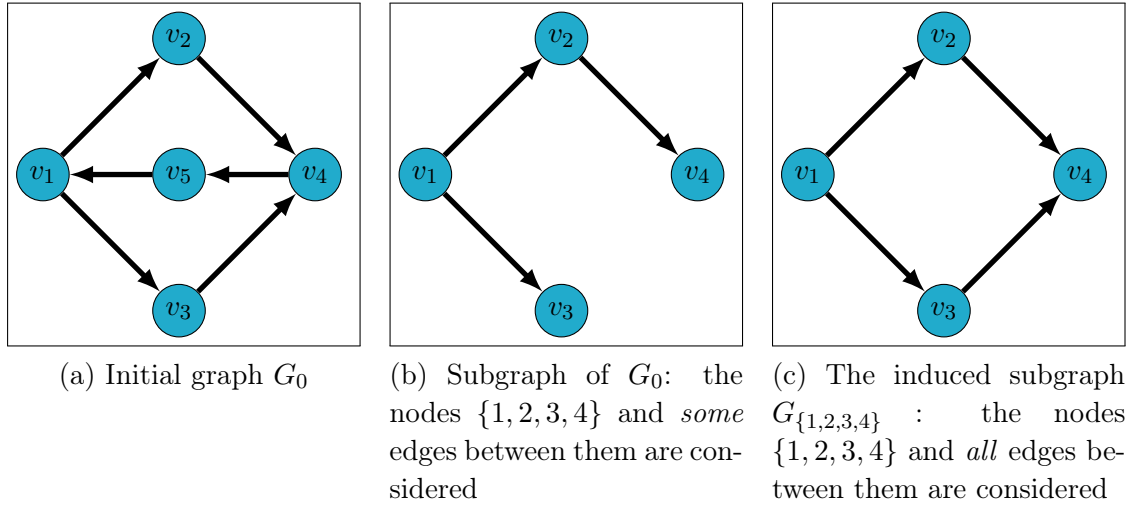 v2
v1
v5
v4
v3
v2
v1
v4
v3
v2
v1
v4
v3
(a) Initial graph G0
(b) Subgraph of G0: the
nodes {1, 2, 3, 4} and some
edges between them are con-
sidered
(c) The induced subgraph
G{1,2,3,4} : the nodes
{1, 2, 3, 4} and all edges be-
tween them are considered